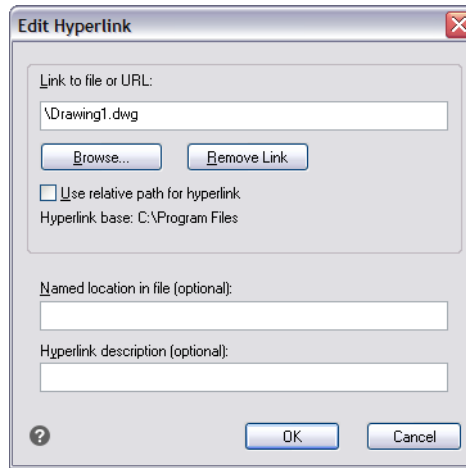 Edit Hyperlink
Link to file or URL:
\Drawing1.dwg
Browse... Remove Link
Use relative path for hyperlink
Hyperlink base: C:\Program Files
Named location in file (optional):
Hyperlink description (optional):
? OK Cancel